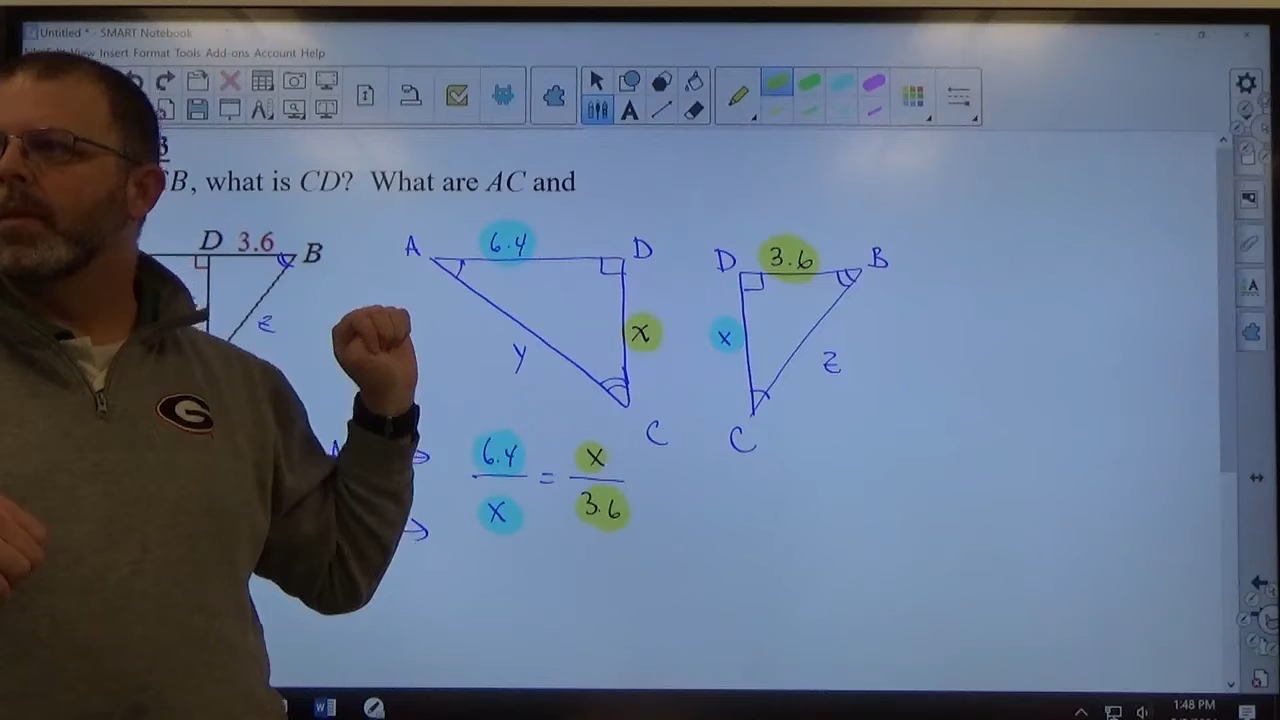 Untitled * - SMART Notebook
View Insert Format Tools Add-ons Account Help
B, what is CD? What are AC and
D 3.6 B
z
A 6.4 D
x
y
C
D 3.6 B
x
z
C
6.4 = x
x 3.6
G
1:48 PM